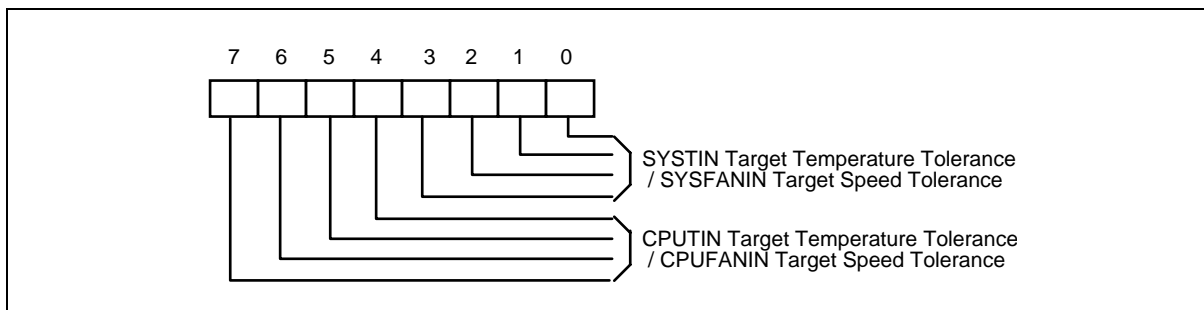 7 6 5 4 3 2 1 0
SYSTIN Target Temperature Tolerance
/ SYSFANIN Target Speed Tolerance
CPUTIN Target Temperature Tolerance
/ CPUFANIN Target Speed Tolerance